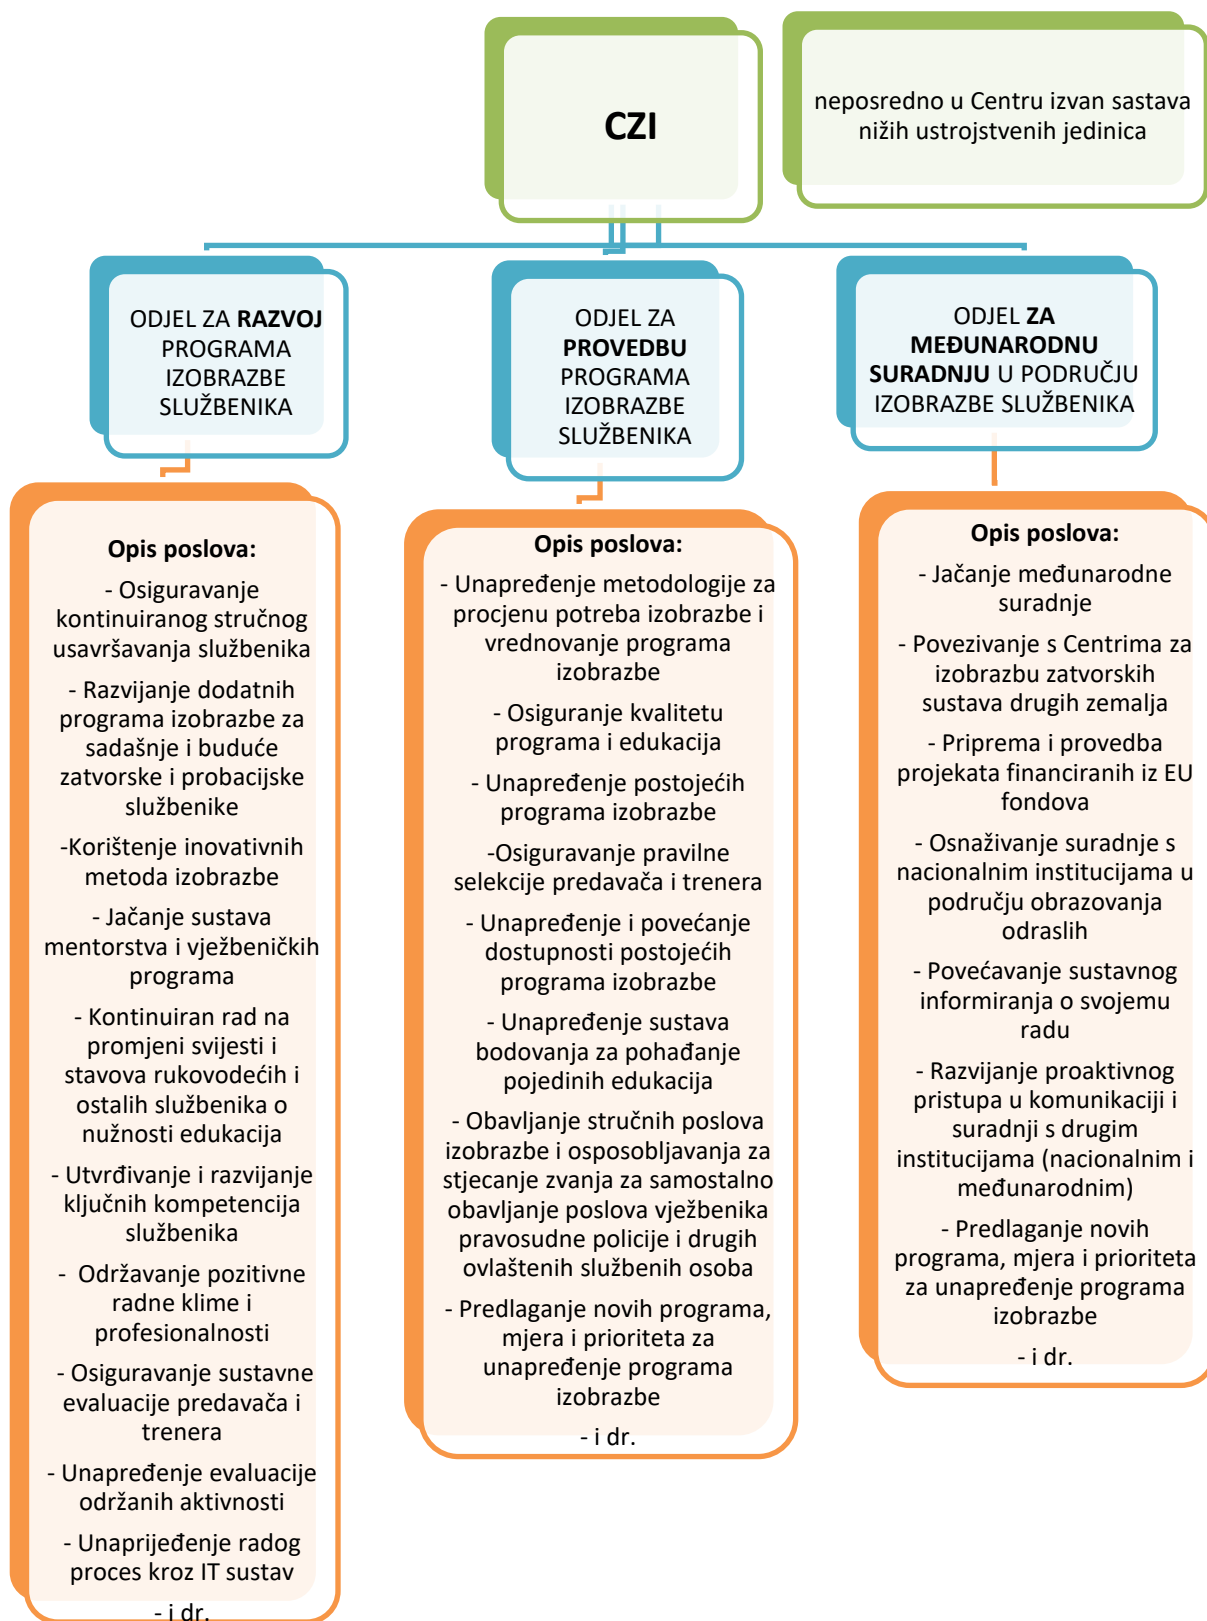 CZI
neposredno u Centru izvan sastava
nižih ustrojstvenih jedinica
ODJEL ZA RAZVOJ
PROGRAMA
IZOBRAZBE
SLUŽBENIKA
ODJEL ZA
PROVEDBU
PROGRAMA
IZOBRAZBE
SLUŽBENIKA
ODJEL ZA
MEĐUNARODNU
SURADNJU U PODRUČJU
IZOBRAZBE SLUŽBENIKA
Opis poslova:
- Osiguravanje
kontinuiranog stručnog
usavršavanja službenika
- Razvijanje dodatnih
programa izobrazbe za
sadašnje i buduće
zatvorske i probacijske
službenike
-Korištenje inovativnih
metoda izobrazbe
- Jačanje sustava
mentorstva i vježbeničkih
programa
- Kontinuiran rad na
promjeni svijesti i
stavova rukovodećih i
ostalih službenika o
nužnosti edukacija
- Utvrđivanje i razvijanje
ključnih kompetencija
službenika
- Održavanje pozitivne
radne klime i
profesionalnosti
- Osiguravanje sustavne
evaluacije predavača i
trenera
- Unapređenje evaluacije
održanih aktivnosti
- Unaprijeđenje radog
proces kroz IT sustav
- i dr.
Opis poslova:
- Unapređenje metodologije za
procjenu potreba izobrazbe i
vrednovanje programa
izobrazbe
- Osiguranje kvalitetu
programa i edukacija
- Unapređenje postojećih
programa izobrazbe
-Osiguravanje pravilne
selekcije predavača i trenera
- Unapređenje i povećanje
dostupnosti postojećih
programa izobrazbe
- Unapređenje sustava
bodovanja za pohađanje
pojedinih edukacija
- Obavljanje stručnih poslova
izobrazbe i osposobljavanja za
stjecanje zvanja za samostalno
obavljanje poslova vježbenika
pravosudne policije i drugih
ovlaštenih službenih osoba
- Predlaganje novih programa,
mjera i prioriteta za
unapređenje programa
izobrazbe
- i dr.
Opis poslova:
- Jačanje međunarodne
suradnje
- Povezivanje s Centrima za
izobrazbu zatvorskih
sustava drugih zemalja
- Priprema i provedba
projekata financiranih iz EU
fondova
- Osnaživanje suradnje s
nacionalnim institucijama u
području obrazovanja
odraslih
- Povećavanje sustavnog
informiranja o svojemu
radu
- Razvijanje proaktivnog
pristupa u komunikaciji i
suradnji s drugim
institucijama (nacionalnim i
međunarodnim)
- Predlaganje novih
programa, mjera i prioriteta
za unapređenje programa
izobrazbe
- i dr.